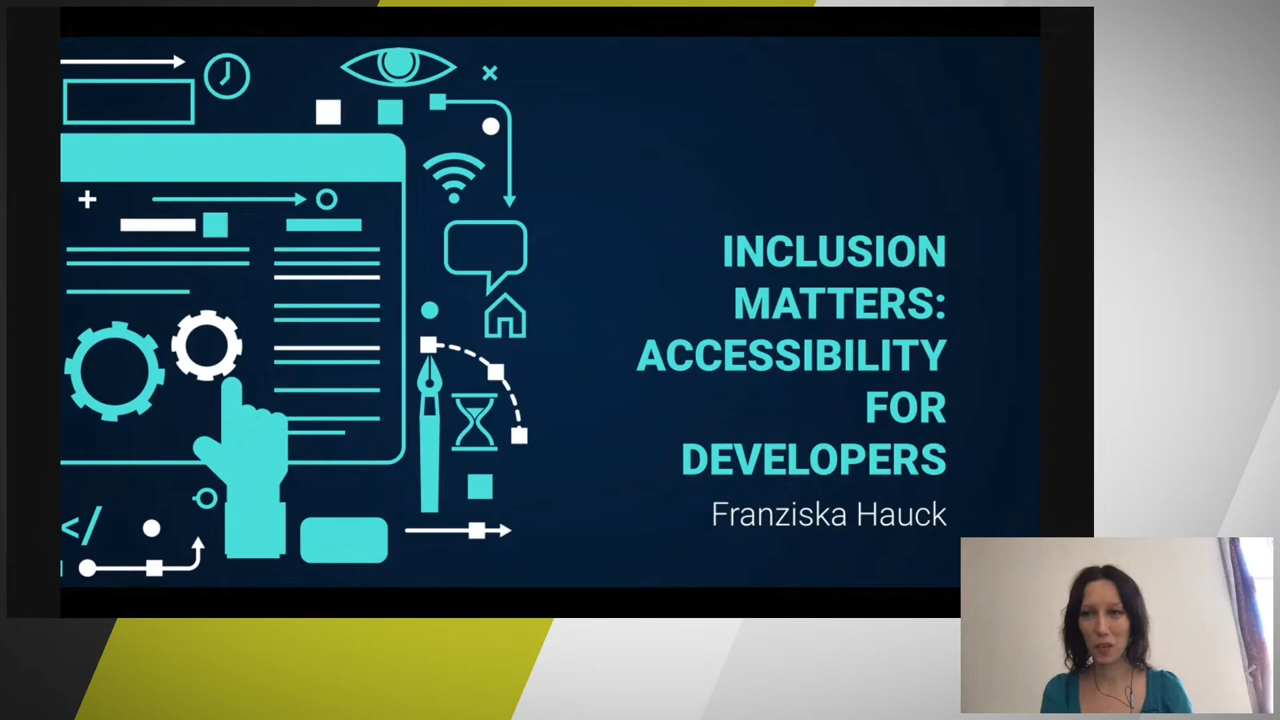 INCLUSION
MATTERS:
ACCESSIBILITY
FOR
DEVELOPERS
Franziska Hauck
<//